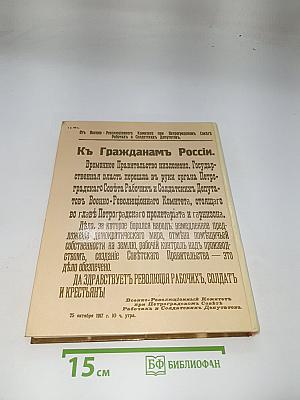 Отъ Военно-Революціоннаго Комитета при Петроградскомъ Совѣтѣ
Рабочихъ и Солдатскихъ Депутатовъ.
Къ Гражданамъ Россіи.
Временное Правительство низложено. Государ-
ственная власть перешла въ руки органа Петро-
градскаго Совѣта Рабочихъ и Солдатскихъ Депута-
товъ Военно-Революціоннаго Комитета, стоящаго
во главѣ Петроградскаго пролетаріата и гарнизона.
Дѣло, за которое боролся народъ: немедленное пред-
ложеніе демократическаго мира, отмѣна помѣщичьей
собственности на землю, рабочій контроль надъ производ-
ствомъ, созданіе Совѣтскаго Правительства — это
дѣло обезпечено.
ДА ЗДРАВСТВУЕТЪ РЕВОЛЮЦІЯ РАБОЧИХЪ, СОЛДАТЪ
И КРЕСТЬЯНЪ!
Военно-Революціонный Комитетъ
при Петроградскомъ Совѣтѣ
Рабочихъ и Солдатскихъ Депутатовъ.
25 октября 1917 г. 10 ч. утра.
15 см
БФ БИБЛИОФАН